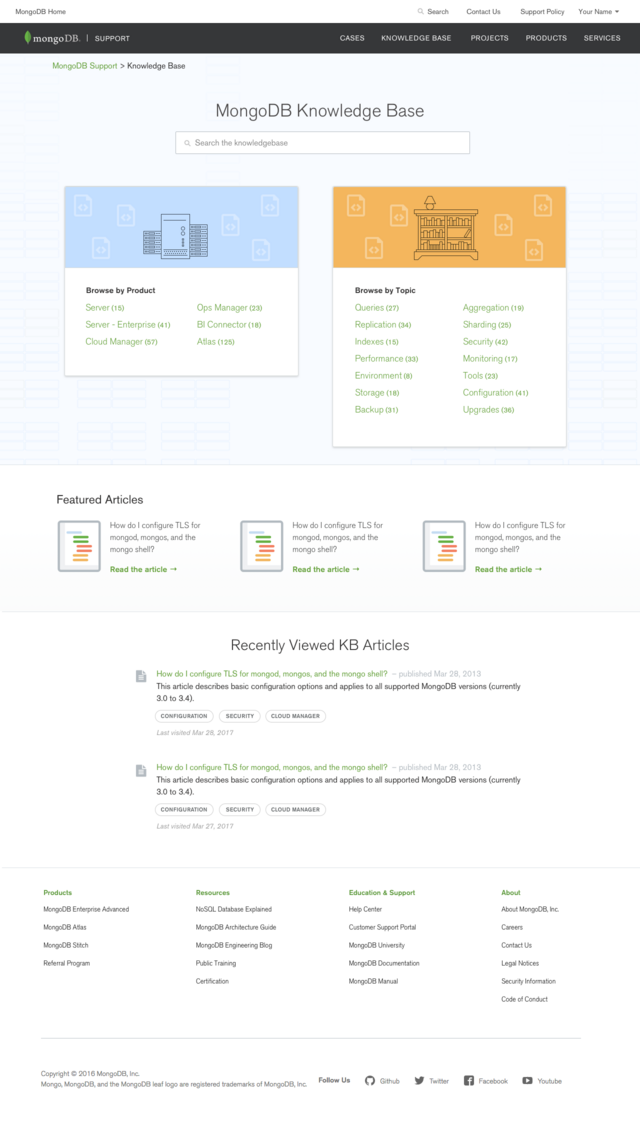 MongoDB Home
Search
Contact Us
Support Policy
Your Name
mongoDB. | SUPPORT
CASES
KNOWLEDGE BASE
PROJECTS
PRODUCTS
SERVICES
MongoDB Support > Knowledge Base
MongoDB Knowledge Base
Search the knowledgebase
Browse by Product
Server (15)
Ops Manager (23)
Server - Enterprise (41)
BI Connector (18)
Cloud Manager (57)
Atlas (125)
Browse by Topic
Queries (27)
Aggregation (19)
Replication (34)
Sharding (25)
Indexes (15)
Security (42)
Performance (33)
Monitoring (17)
Environment (8)
Tools (23)
Storage (18)
Configuration (41)
Backup (31)
Upgrades (36)
Featured Articles
How do I configure TLS for
mongod, mongos, and the
mongo shell?
Read the article →
How do I configure TLS for
mongod, mongos, and the
mongo shell?
Read the article →
How do I configure TLS for
mongod, mongos, and the
mongo shell?
Read the article →
Recently Viewed KB Articles
How do I configure TLS for mongod, mongos, and the mongo shell? – published Mar 28, 2013
This article describes basic configuration options and applies to all supported MongoDB versions (currently
3.0 to 3.4).
CONFIGURATION
SECURITY
CLOUD MANAGER
Last visited Mar 28, 2017
How do I configure TLS for mongod, mongos, and the mongo shell? – published Mar 28, 2013
This article describes basic configuration options and applies to all supported MongoDB versions (currently
3.0 to 3.4).
CONFIGURATION
SECURITY
CLOUD MANAGER
Last visited Mar 27, 2017
Products
MongoDB Enterprise Advanced
MongoDB Atlas
MongoDB Stitch
Referral Program
Resources
NoSQL Database Explained
MongoDB Architecture Guide
MongoDB Engineering Blog
Public Training
Certification
Education & Support
Help Center
Customer Support Portal
MongoDB University
MongoDB Documentation
MongoDB Manual
About
About MongoDB, Inc.
Careers
Contact Us
Legal Notices
Security Information
Code of Conduct
Copyright © 2016 MongoDB, Inc.
Mongo, MongoDB, and the MongoDB leaf logo are registered trademarks of MongoDB, Inc.
Follow Us
Github
Twitter
Facebook
Youtube